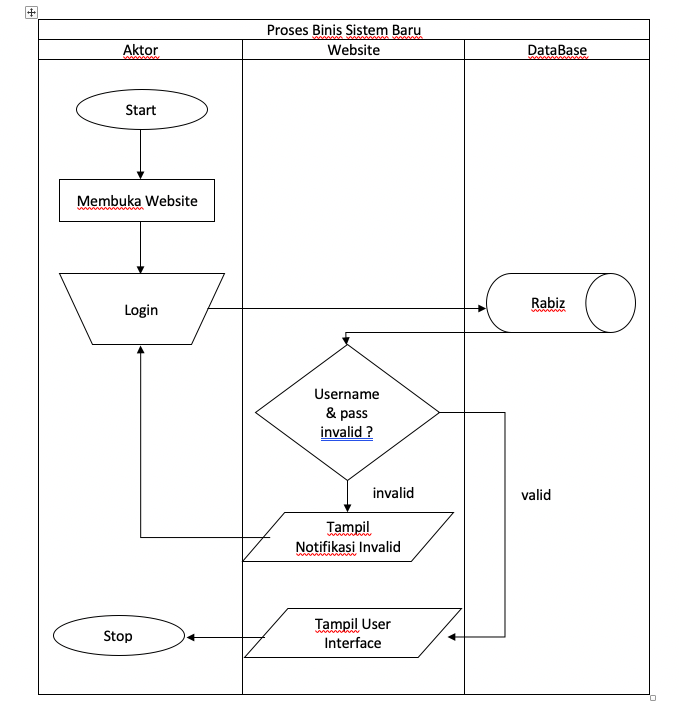 Proses Binis Sistem Baru
Aktor
Website
DataBase
Start
Membuka Website
Login
Rabiz
Username
& pass
invalid ?
invalid
valid
Tampil
Notifikasi Invalid
Tampil User
Interface
Stop